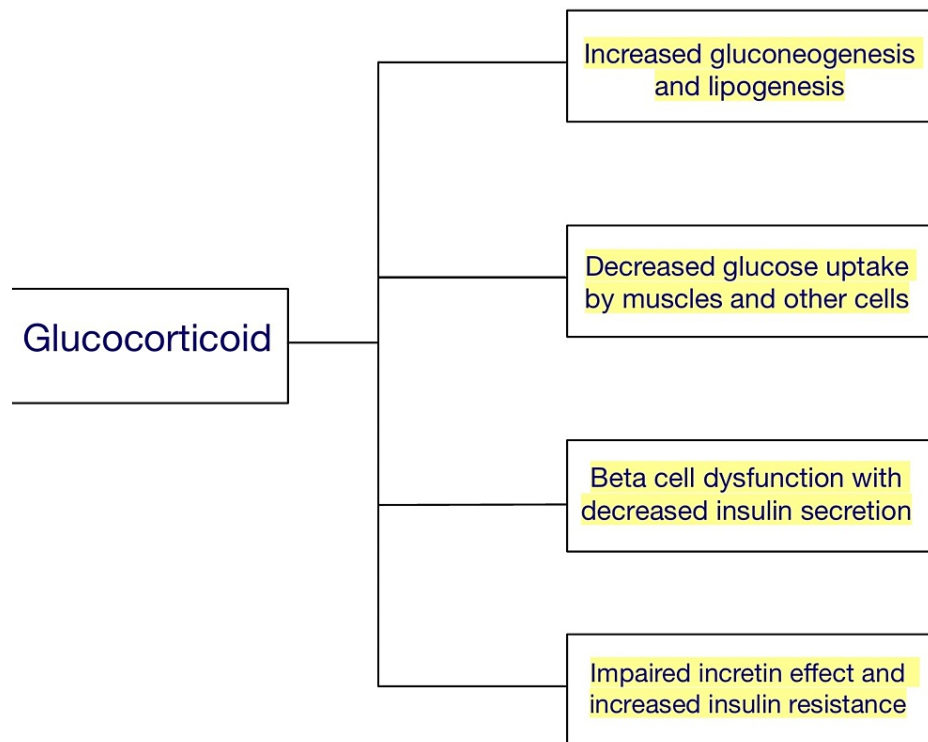 Increased gluconeogenesis
and lipogenesis
Decreased glucose uptake
by muscles and other cells
Glucocorticoid
Beta cell dysfunction with
decreased insulin secretion
Impaired incretin effect and
increased insulin resistance